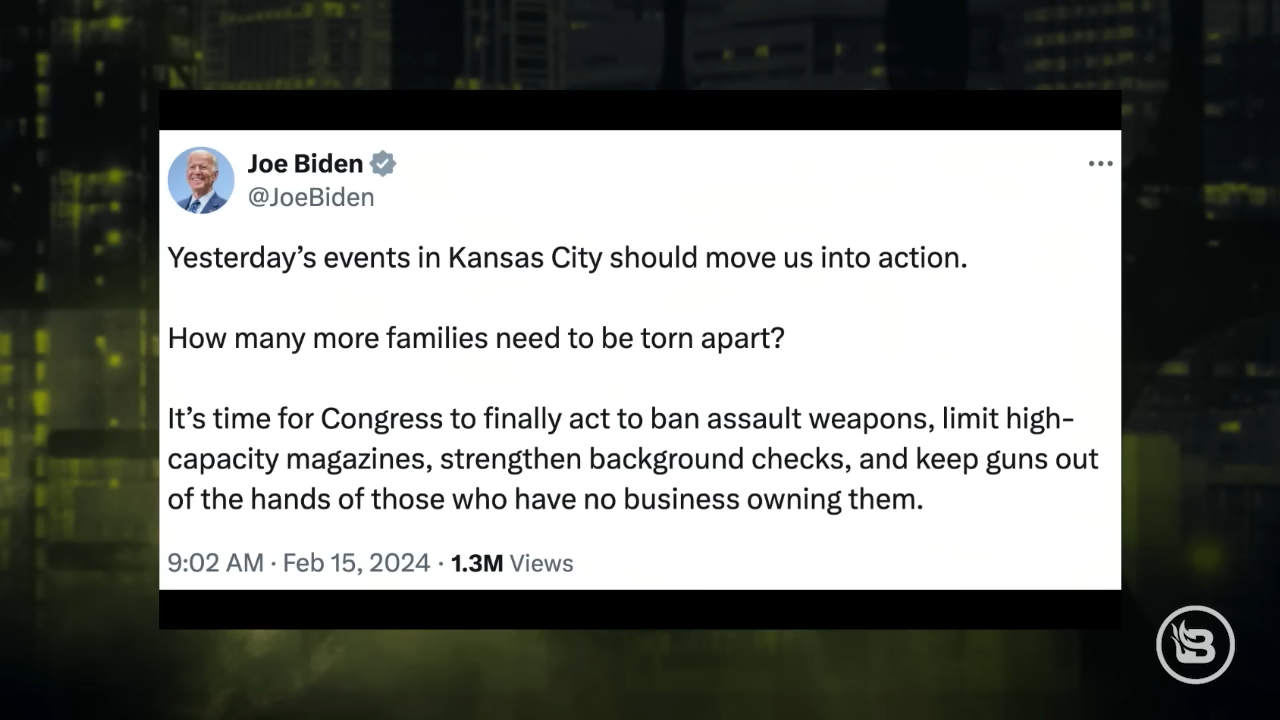 Joe Biden
@JoeBiden
Yesterday’s events in Kansas City should move us into action.
How many more families need to be torn apart?
It’s time for Congress to finally act to ban assault weapons, limit high-
capacity magazines, strengthen background checks, and keep guns out
of the hands of those who have no business owning them.
9:02 AM · Feb 15, 2024 · 1.3M Views
B